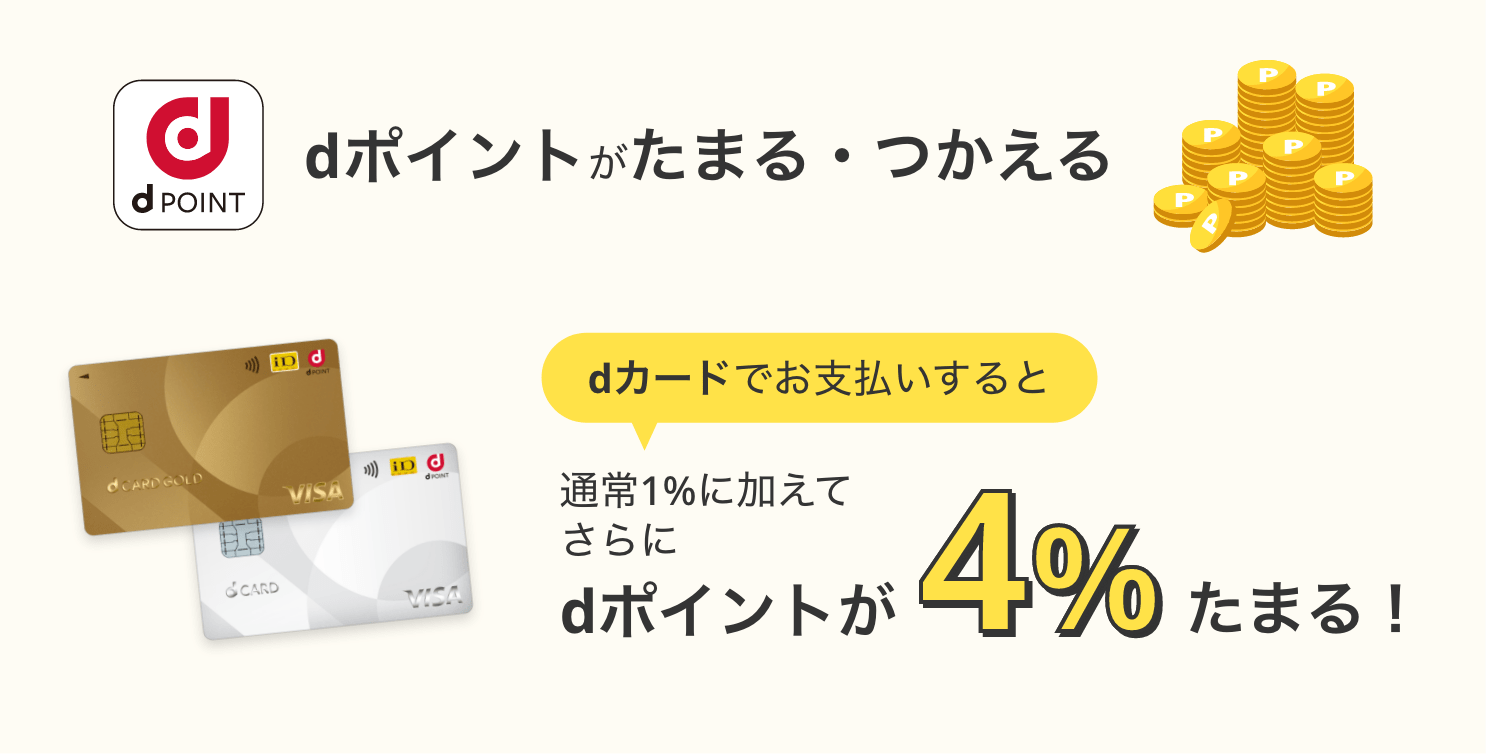 d POINT
dポイントがたまる・つかえる
P
P
P
P
P
P
P
P
iD
d POINT
d CARD GOLD
VISA
iD
d POINT
d CARD
VISA
dカードでお支払いすると
通常1%に加えて
さらに
dポイントが4%たまる！